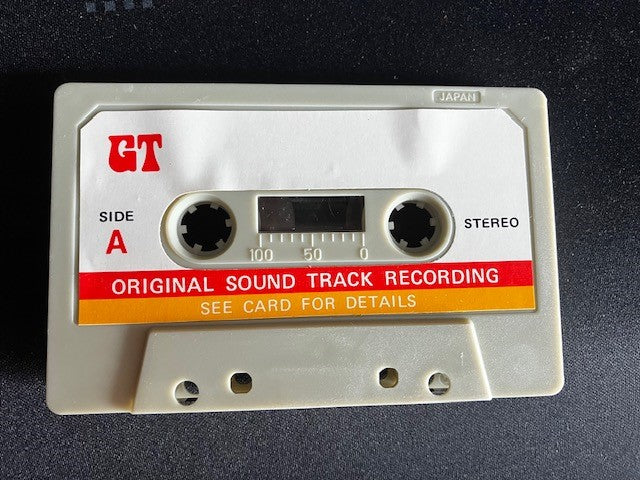 JAPAN
GT
SIDE
A
STEREO
100 50 0
ORIGINAL SOUND TRACK RECORDING
SEE CARD FOR DETAILS